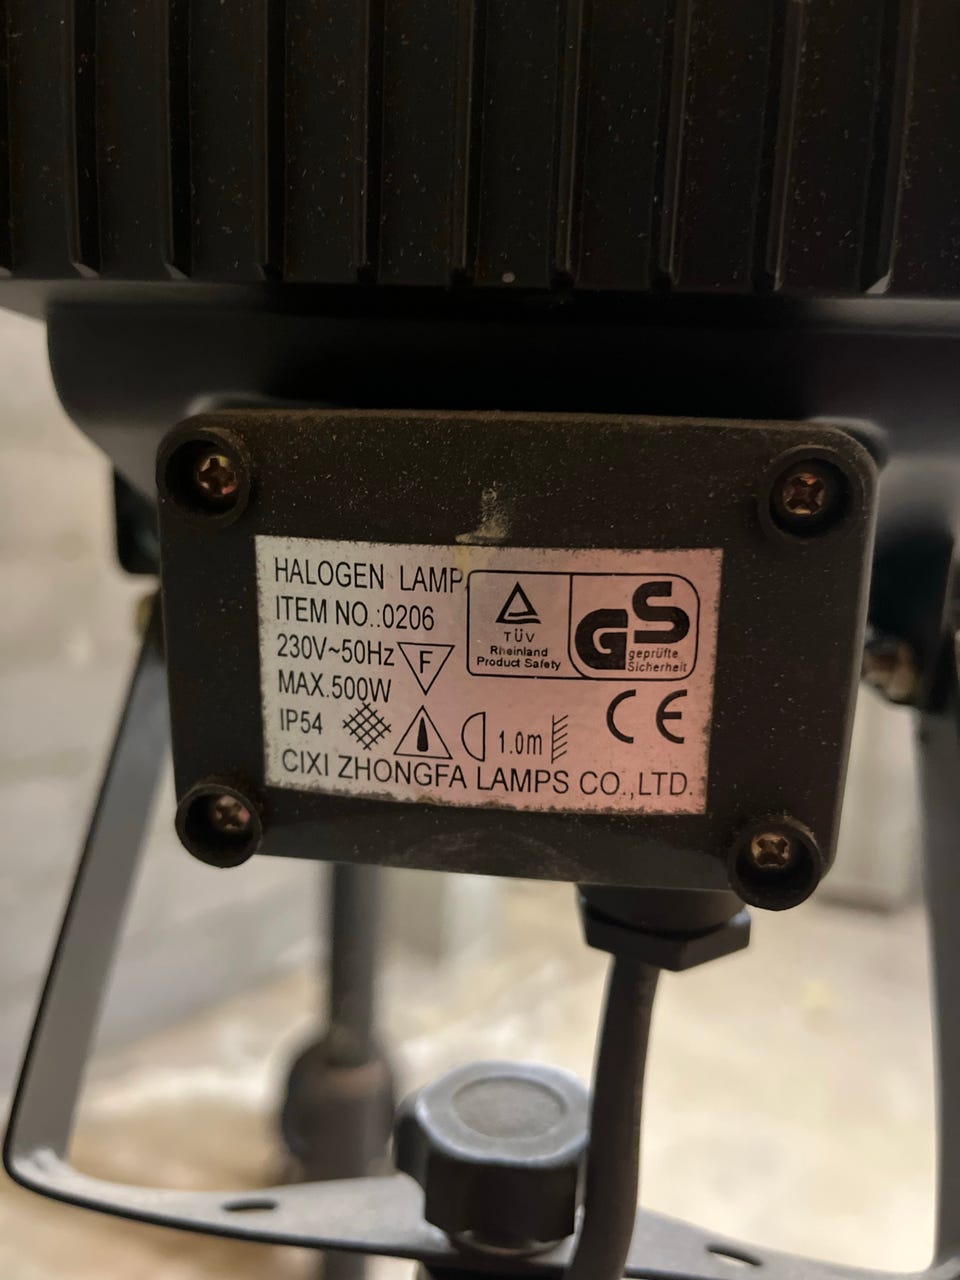 HALOGEN LAMP
ITEM NO.:0206
230V~50Hz F
MAX.500W
IP54 1.0m
CIXI ZHONGFA LAMPS CO.,LTD.
TÜV
Rheinland
Product Safety
GS
geprüfte
Sicherheit
CE